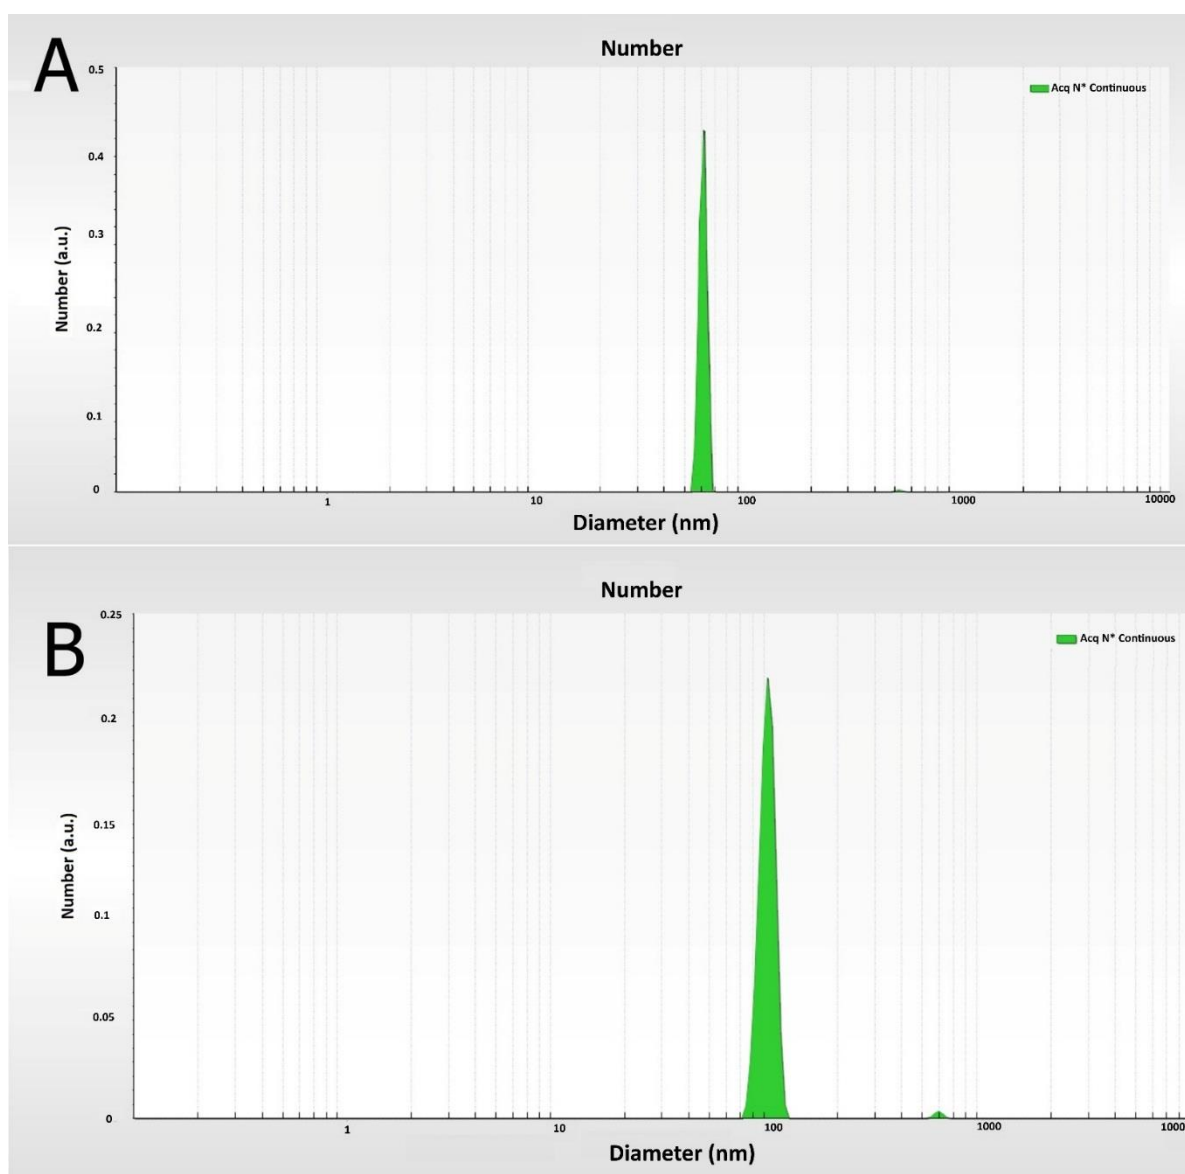 A
Number
Acq N* Continuous
Number (a.u.)
0.5
0.4
0.3
0.2
0.1
0
1 10 100 1000 10000
Diameter (nm)
B
Number
Acq N* Continuous
Number (a.u.)
0.25
0.2
0.15
0.1
0.05
0
1 10 100 1000 1000
Diameter (nm)